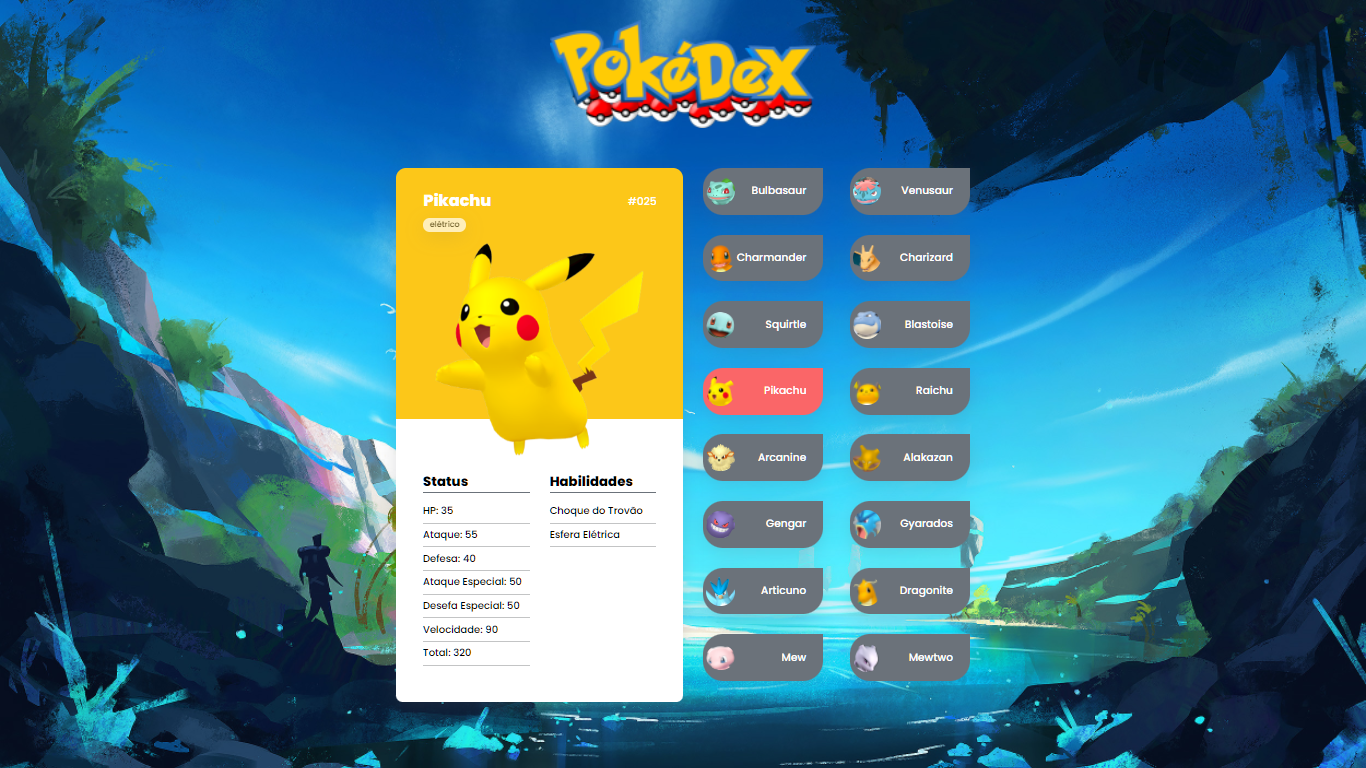 PokéDex
Pikachu
#025
elétrico
Status
HP: 35
Ataque: 55
Defesa: 40
Ataque Especial: 50
Desefa Especial: 50
Velocidade: 90
Total: 320
Habilidades
Choque do Trovão
Esfera Elétrica
Bulbasaur
Venusaur
Charmander
Charizard
Squirtle
Blastoise
Pikachu
Raichu
Arcanine
Alakazan
Gengar
Gyarados
Articuno
Dragonite
Mew
Mewtwo